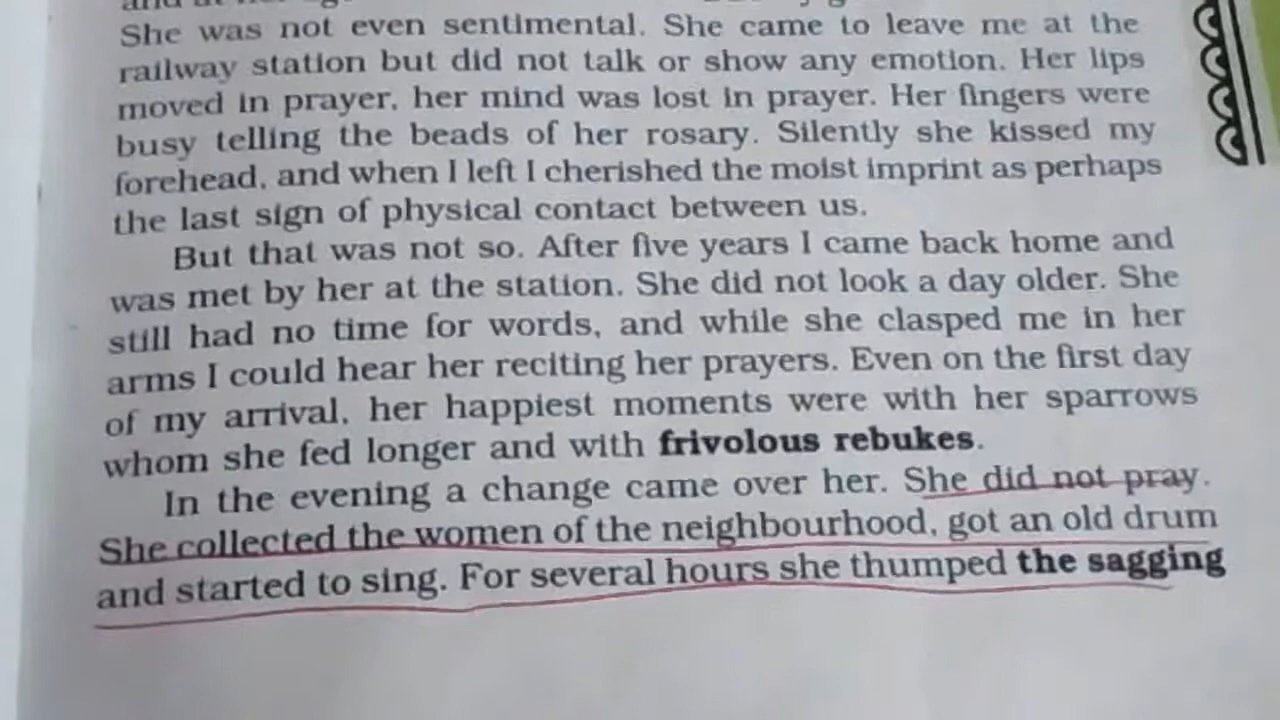 She was not even sentimental. She came to leave me at the
railway station but did not talk or show any emotion. Her lips
moved in prayer, her mind was lost in prayer. Her fingers were
busy telling the beads of her rosary. Silently she kissed my
forehead, and when I left I cherished the moist imprint as perhaps
the last sign of physical contact between us.
But that was not so. After five years I came back home and
was met by her at the station. She did not look a day older. She
still had no time for words, and while she clasped me in her
arms I could hear her reciting her prayers. Even on the first day
of my arrival, her happiest moments were with her sparrows
whom she fed longer and with frivolous rebukes.
In the evening a change came over her. She did not pray.
She collected the women of the neighbourhood, got an old drum
and started to sing. For several hours she thumped the sagging